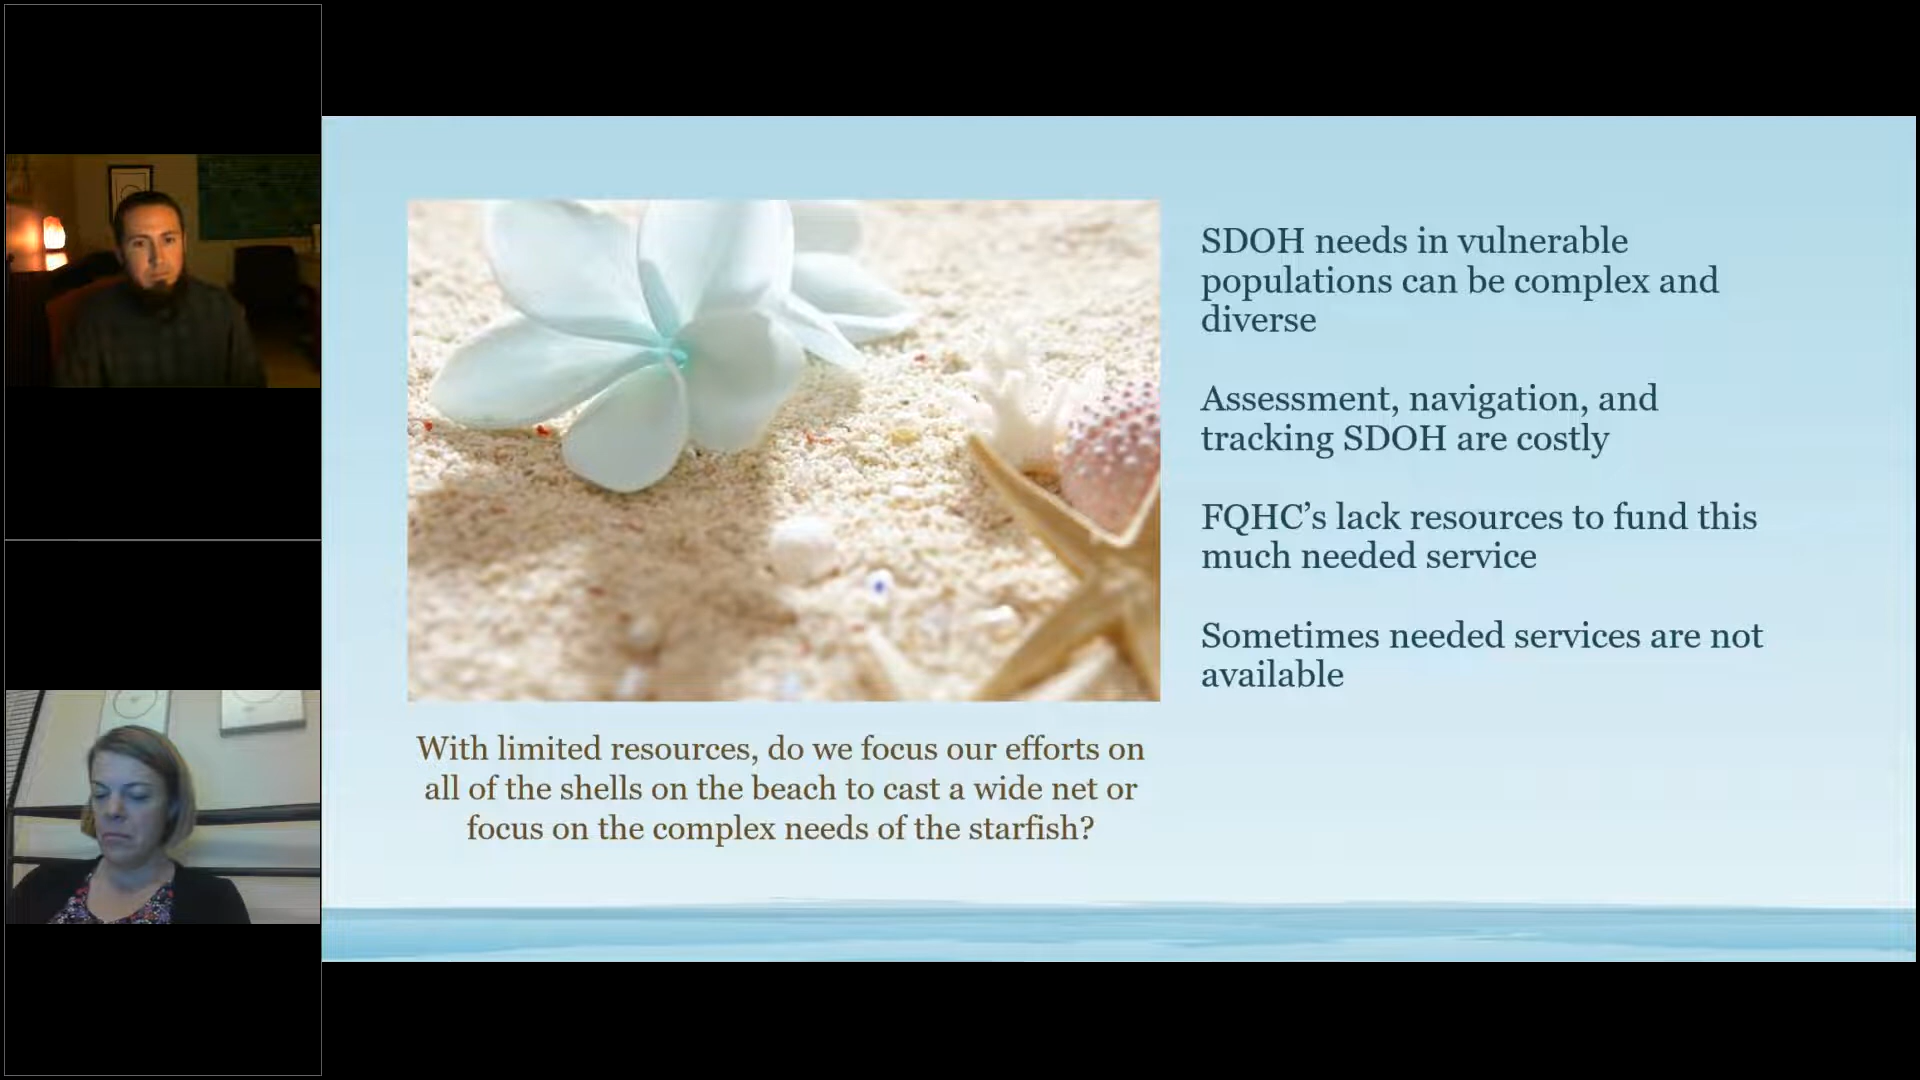 SDOH needs in vulnerable
populations can be complex and
diverse
Assessment, navigation, and
tracking SDOH are costly
FQHC’s lack resources to fund this
much needed service
Sometimes needed services are not
available
With limited resources, do we focus our efforts on
all of the shells on the beach to cast a wide net or
focus on the complex needs of the starfish?